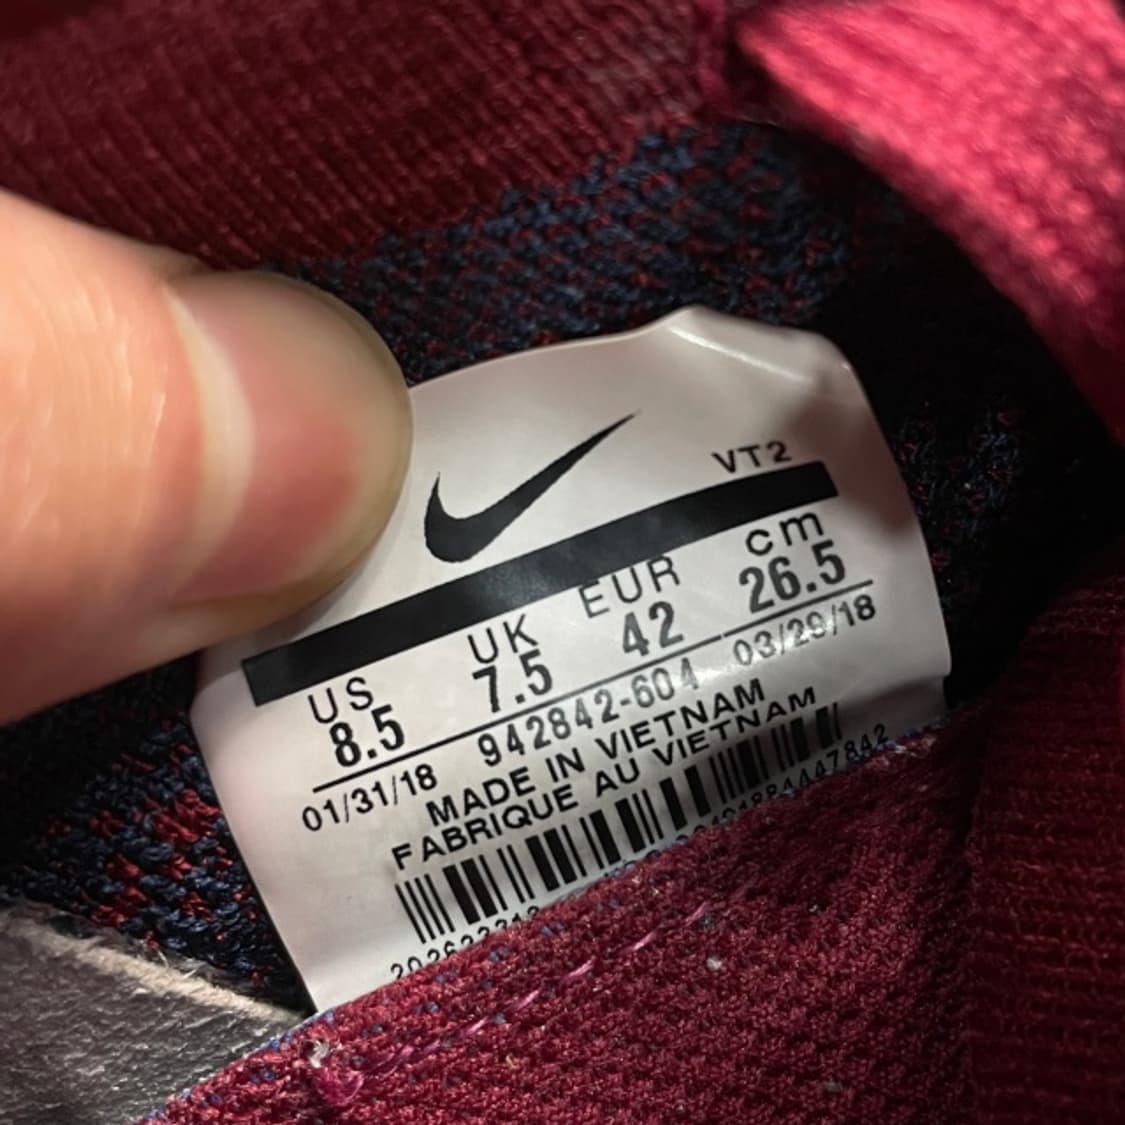 VT2
US UK EUR cm
8.5 7.5 42 26.5
01/31/18 942842-604 03/29/18
MADE IN VIETNAM
FABRIQUE AU VIETNAM